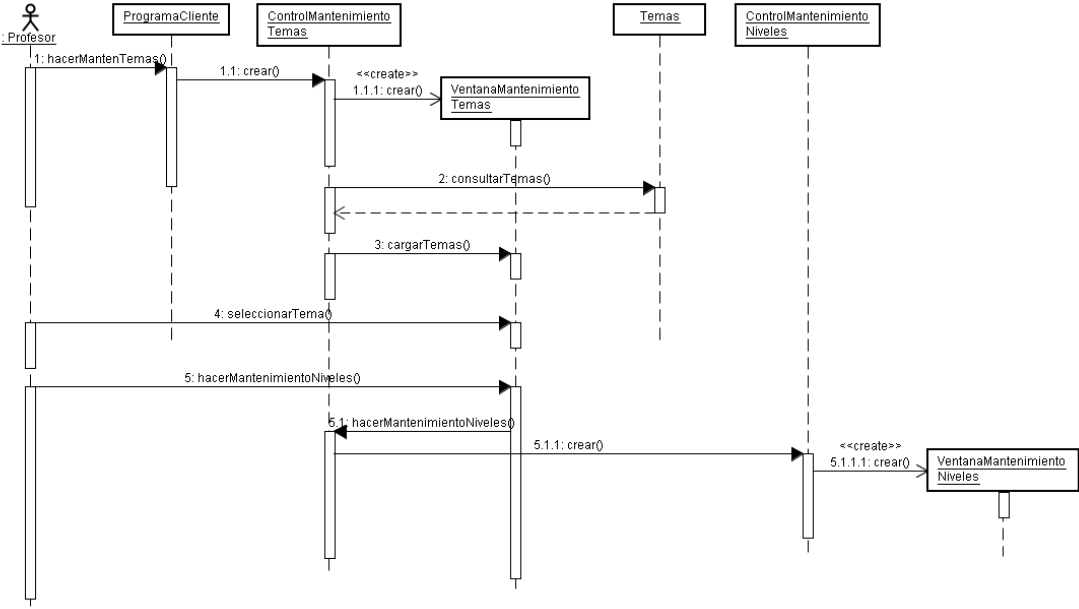 : Profesor
ProgramaCliente
ControlMantenimiento
Temas
Temas
ControlMantenimiento
Niveles
1: hacerMantenTemas()
1.1: crear()
<<create>>
1.1.1: crear()
VentanaMantenimiento
Temas
2: consultarTemas()
3: cargarTemas()
4: seleccionarTema()
5: hacerMantenimientoNiveles()
5.1: hacerMantenimientoNiveles()
5.1.1: crear()
<<create>>
5.1.1.1: crear()
VentanaMantenimiento
Niveles